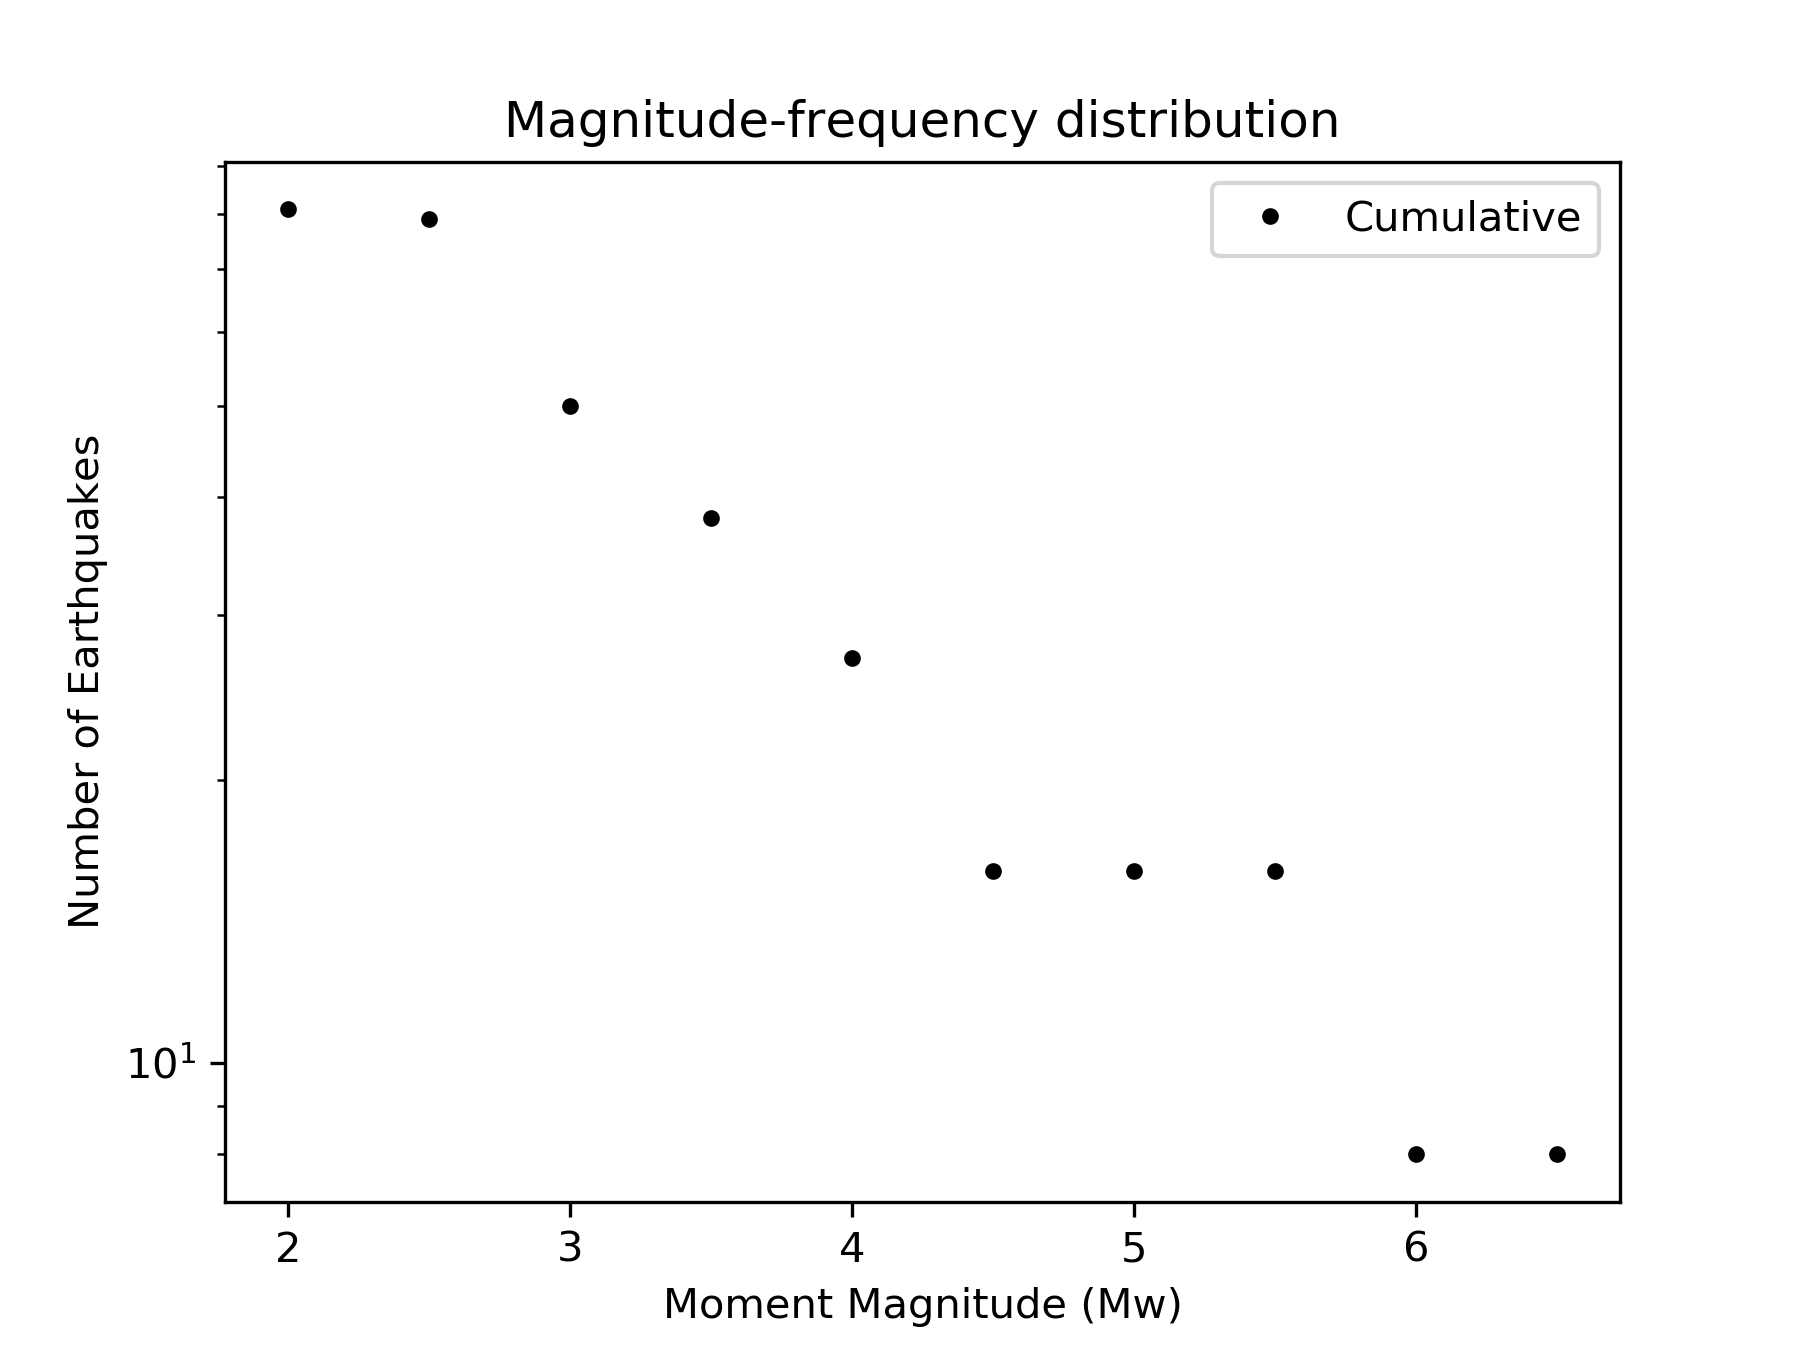 Magnitude-frequency distribution
Cumulative
Number of Earthquakes
10¹
2 3 4 5 6
Moment Magnitude (Mw)